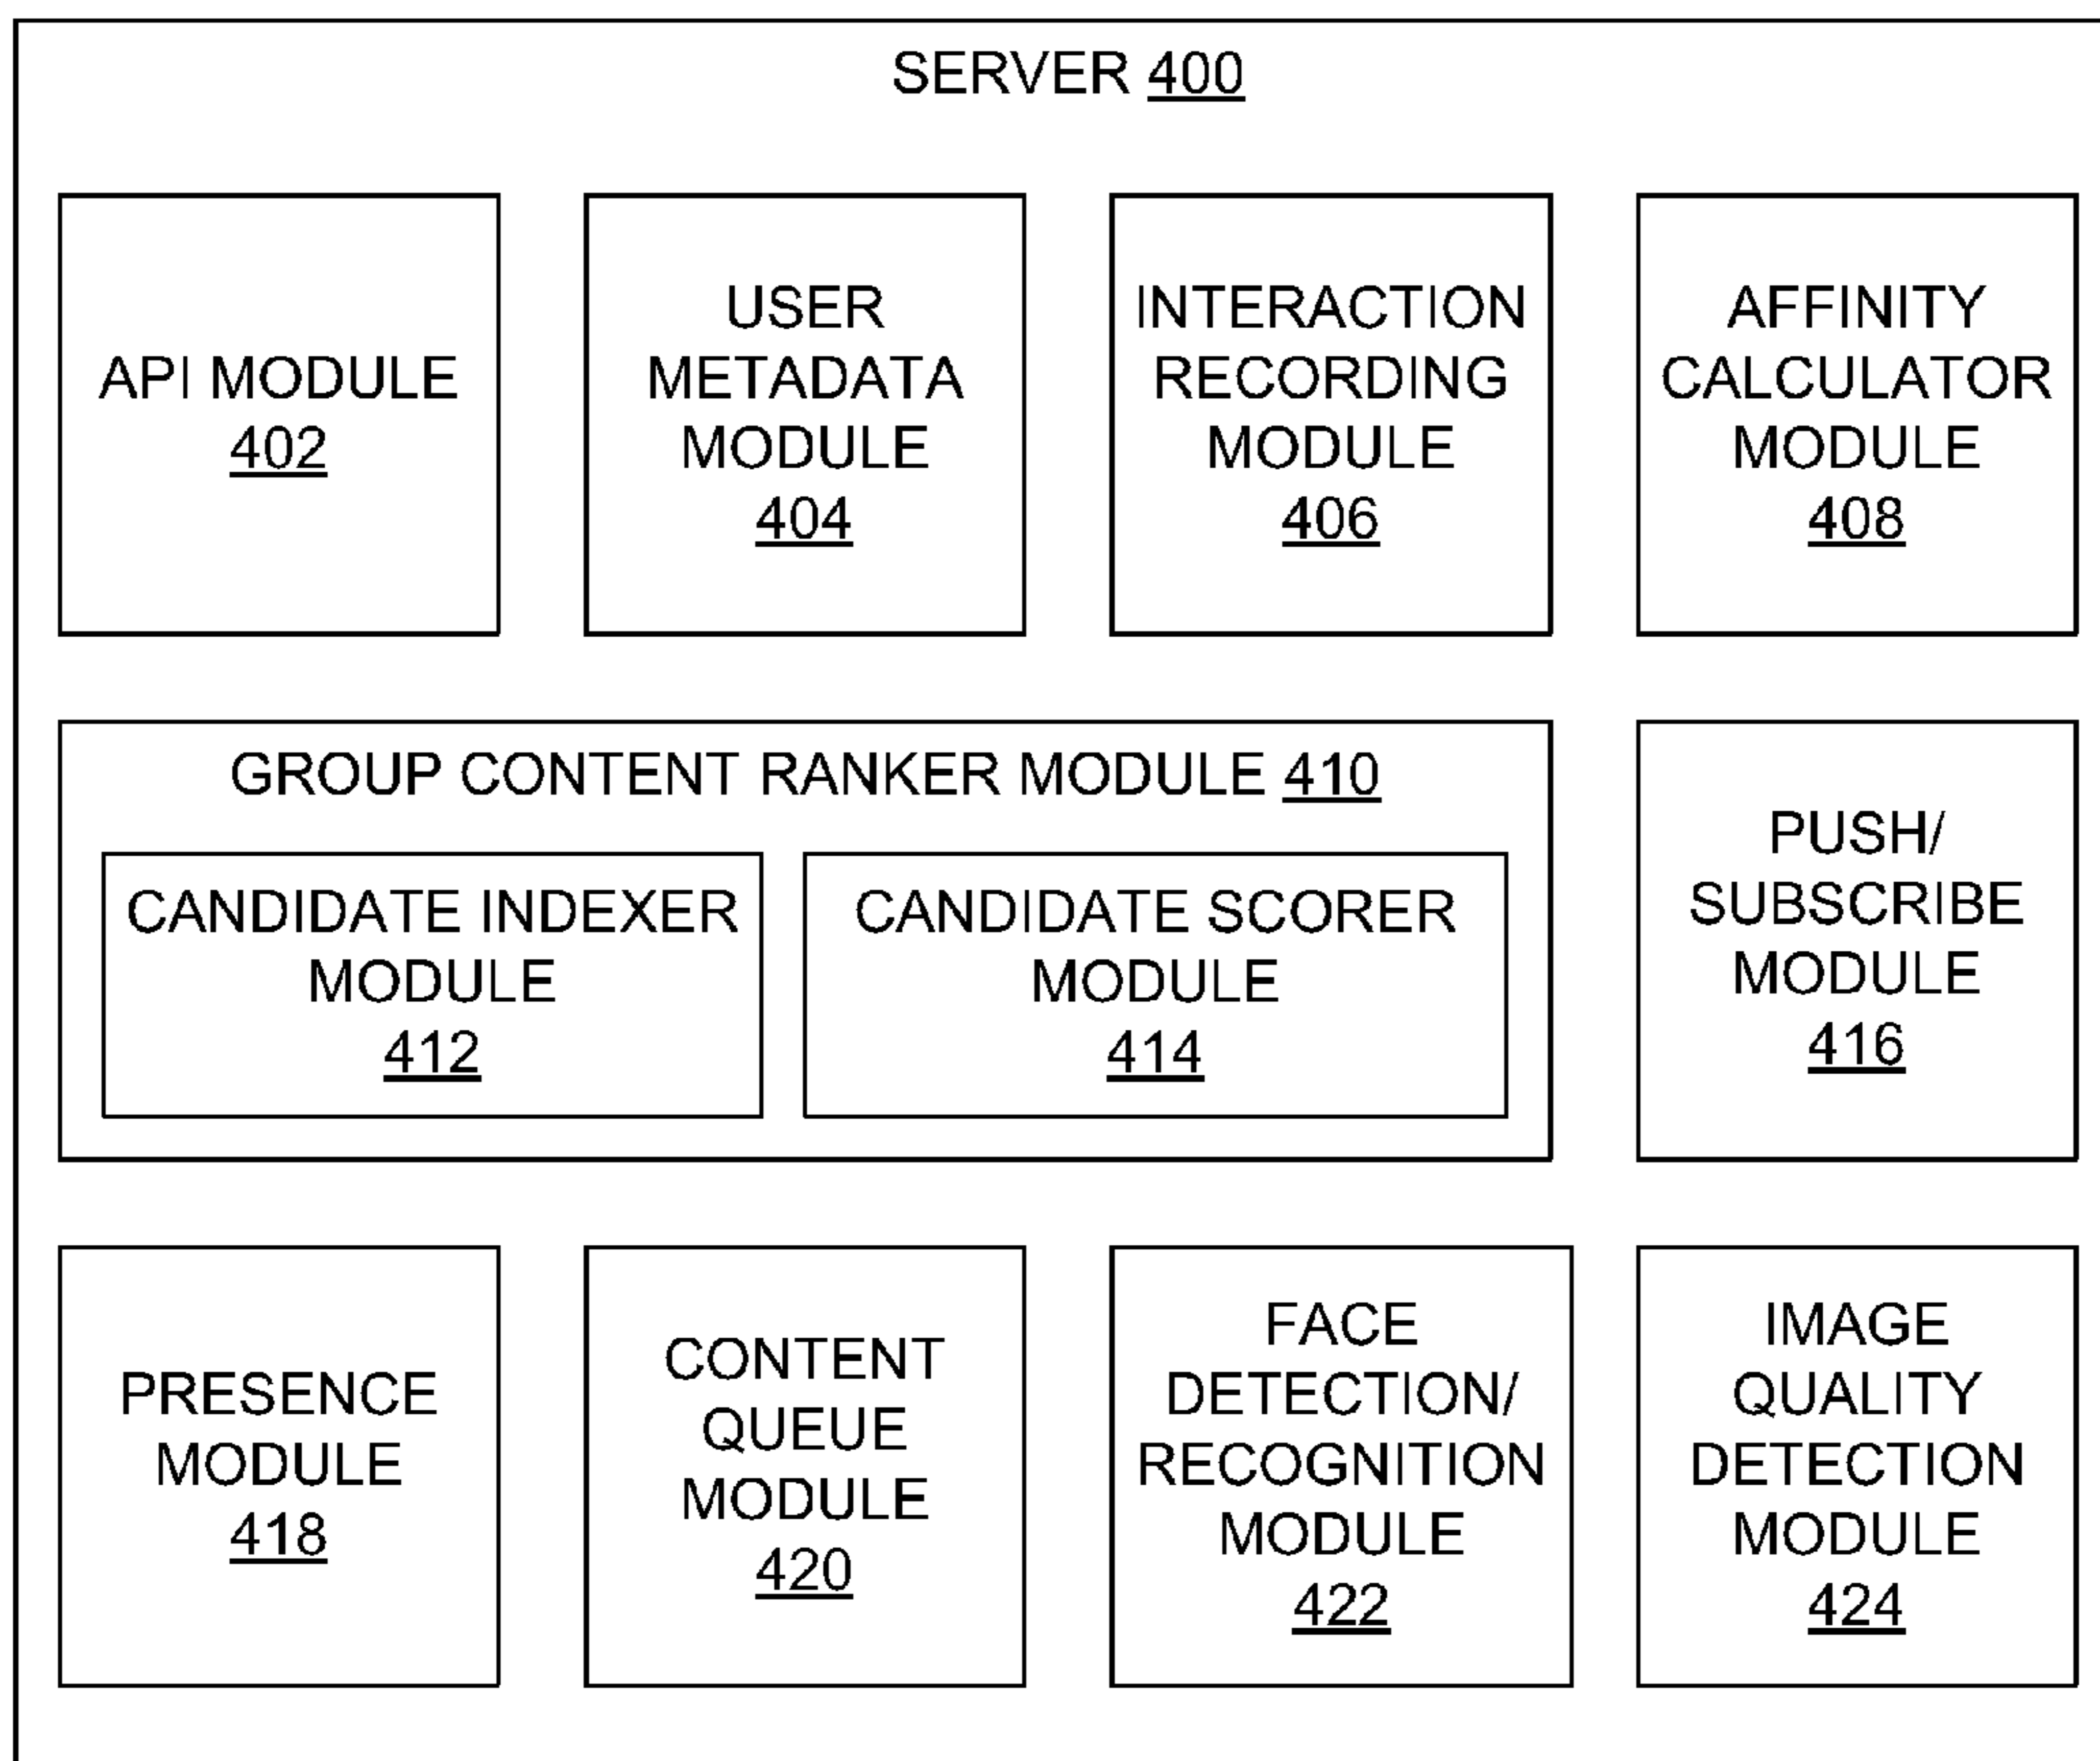 SERVER 400
API MODULE
402
USER
METADATA
MODULE
404
INTERACTION
RECORDING
MODULE
406
AFFINITY
CALCULATOR
MODULE
408
GROUP CONTENT RANKER MODULE 410
CANDIDATE INDEXER
MODULE
412
CANDIDATE SCORER
MODULE
414
PUSH/
SUBSCRIBE
MODULE
416
PRESENCE
MODULE
418
CONTENT
QUEUE
MODULE
420
FACE
DETECTION/
RECOGNITION
MODULE
422
IMAGE
QUALITY
DETECTION
MODULE
424